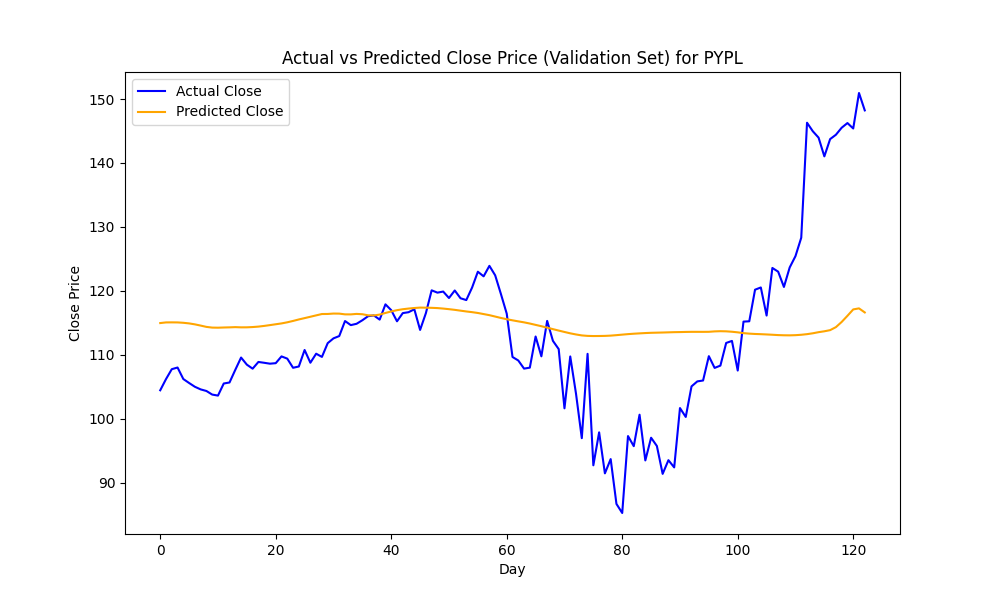 Actual vs Predicted Close Price (Validation Set) for PYPL
Actual Close
Predicted Close
Close Price
150
140
130
120
110
100
90
0 20 40 60 80 100 120
Day